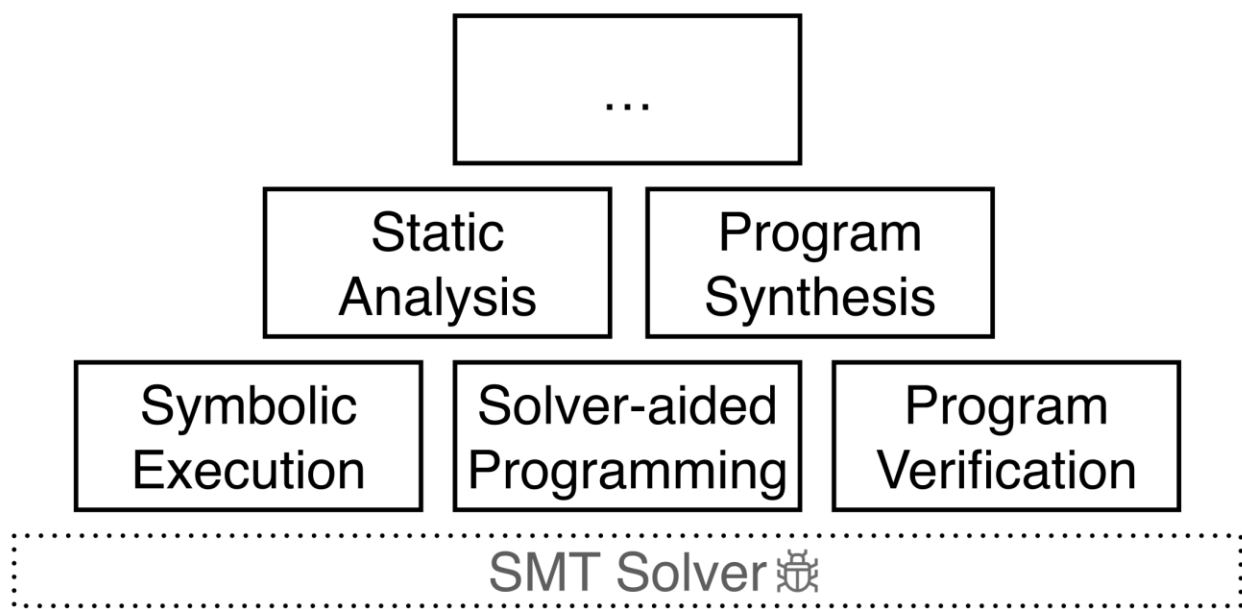 ...
Static
Analysis
Program
Synthesis
Symbolic
Execution
Solver-aided
Programming
Program
Verification
SMT Solver